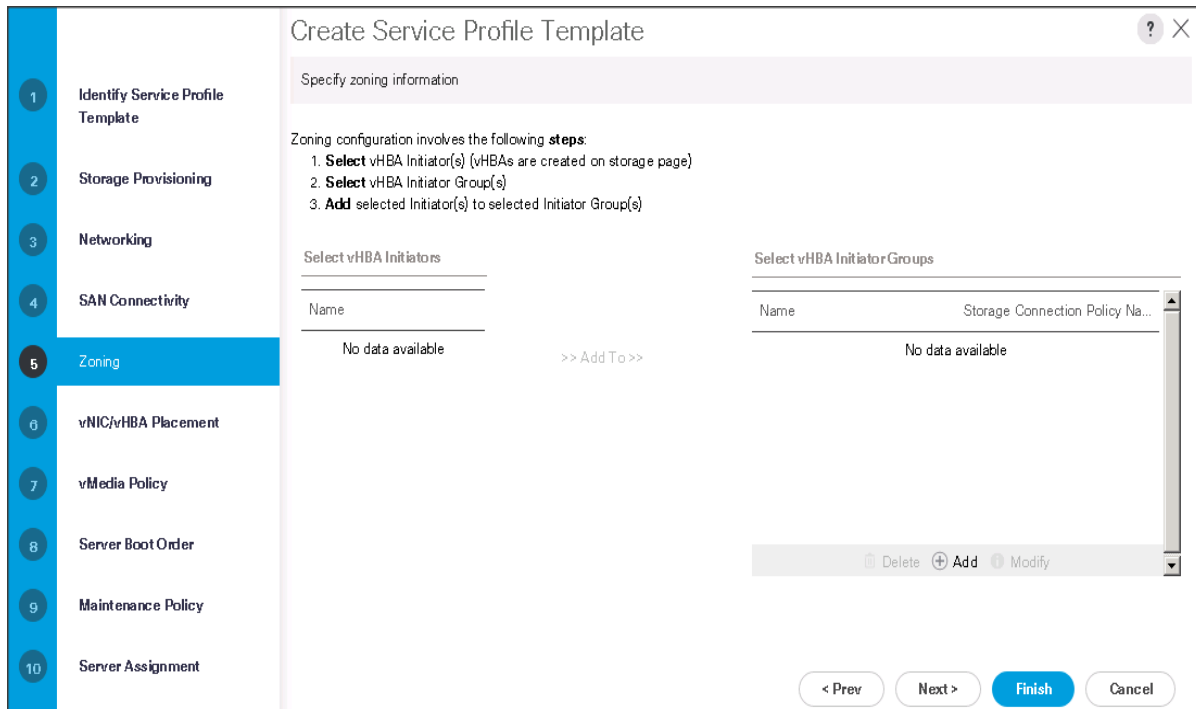 Create Service Profile Template
?
1
Identify Service Profile
Template
2
Storage Provisioning
3
Networking
4
SAN Connectivity
5
Zoning
6
vNIC/vHBA Placement
7
vMedia Policy
8
Server Boot Order
9
Maintenance Policy
10
Server Assignment
Specify zoning information
Zoning configuration involves the following steps:
1. Select vHBA Initiator(s) (vHBAs are created on storage page)
2. Select vHBA Initiator Group(s)
3. Add selected Initiator(s) to selected Initiator Group(s)
Select vHBA Initiators
Name
No data available
>> Add To >>
Select vHBA Initiator Groups
Name Storage Connection Policy Na...
No data available
Delete Add Modify
< Prev Next > Finish Cancel